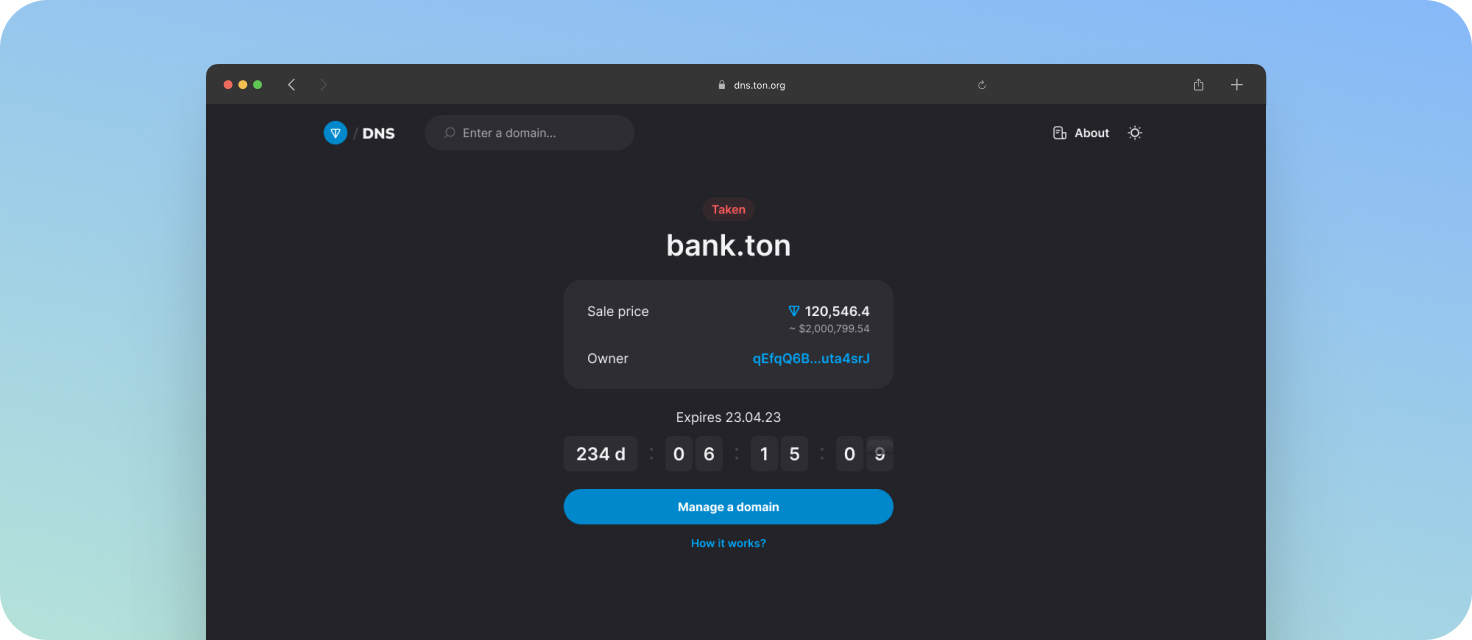 dns.ton.org
/ DNS
Enter a domain...
About
Taken
bank.ton
Sale price
120,546.4
~ $2,000,799.54
Owner
qEfqQ6B...uta4srJ
Expires 23.04.23
234 d : 0 6 : 1 5 : 0 9
Manage a domain
How it works?